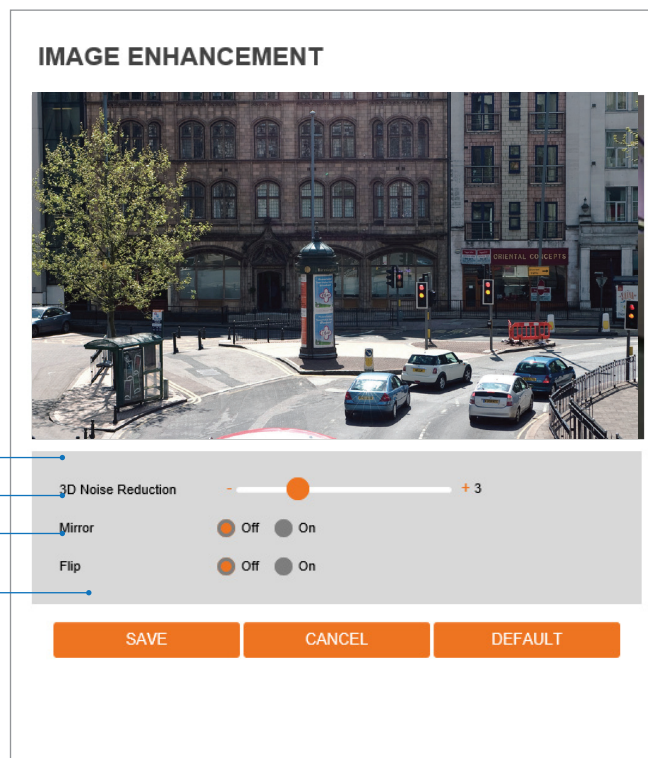 IMAGE ENHANCEMENT
ORIENTAL CONCEPTS
3D Noise Reduction - + 3
Mirror Off On
Flip Off On
SAVE CANCEL DEFAULT